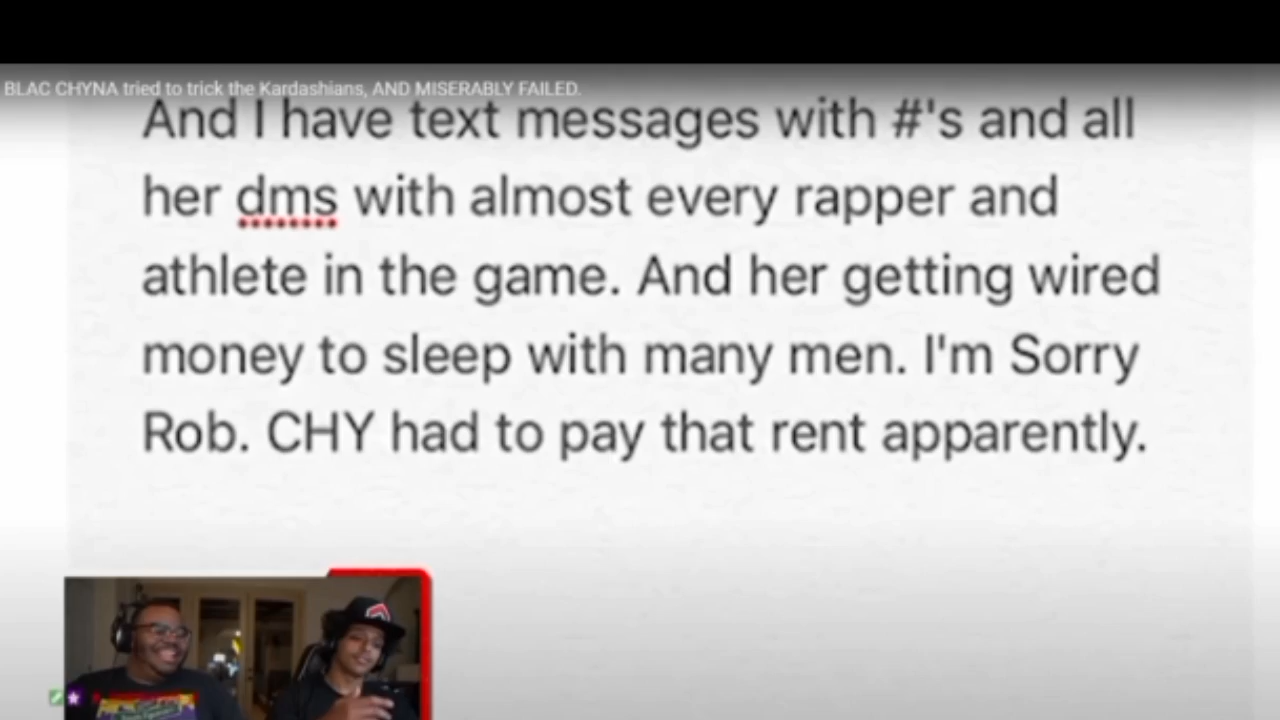 BLAC CHYNA tried to trick the Kardashians, AND MISERABLY FAILED.
And I have text messages with #'s and all
her dms with almost every rapper and
athlete in the game. And her getting wired
money to sleep with many men. I'm Sorry
Rob. CHY had to pay that rent apparently.